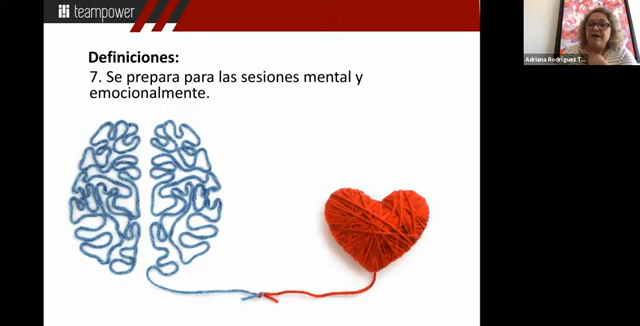 teampower
Definiciones:
7. Se prepara para las sesiones mental y
emocionalmente.
Adriana Rodríguez T...